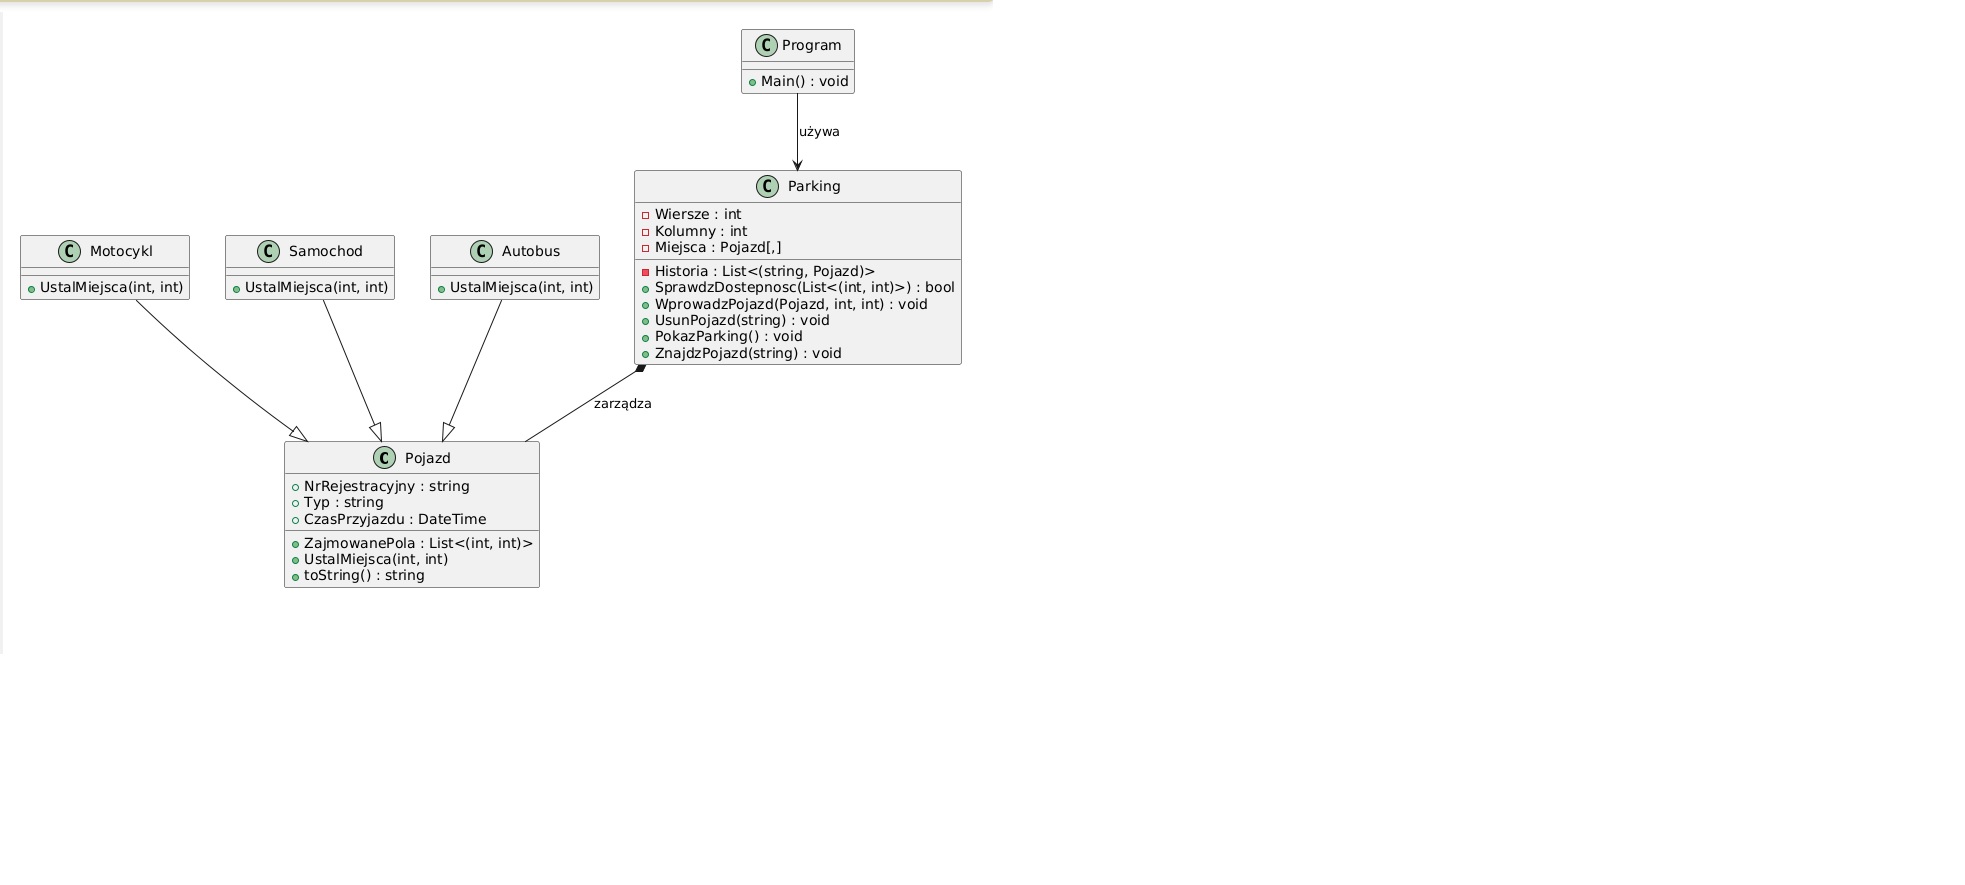 C Program
Main() : void
używa
C Parking
Wiersze : int
Kolumny : int
Miejsca : Pojazd[,]
Historia : List<(string, Pojazd)>
SprawdzDostepnosc(List<(int, int)>) : bool
WprowadzPojazd(Pojazd, int, int) : void
UsunPojazd(string) : void
PokazParking() : void
ZnajdzPojazd(string) : void
C Motocykl
UstalMiejsca(int, int)
C Samochod
UstalMiejsca(int, int)
C Autobus
UstalMiejsca(int, int)
zarządza
C Pojazd
NrRejestracyjny : string
Typ : string
CzasPrzyjazdu : DateTime
ZajmowanePola : List<(int, int)>
UstalMiejsca(int, int)
toString() : string